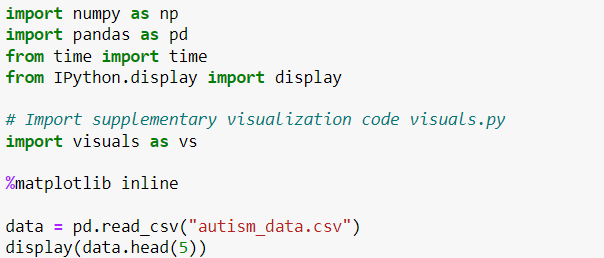 import numpy as np
import pandas as pd
from time import time
from IPython.display import display
# Import supplementary visualization code visuals.py
import visuals as vs
%matplotlib inline
data = pd.read_csv("autism_data.csv")
display(data.head(5))